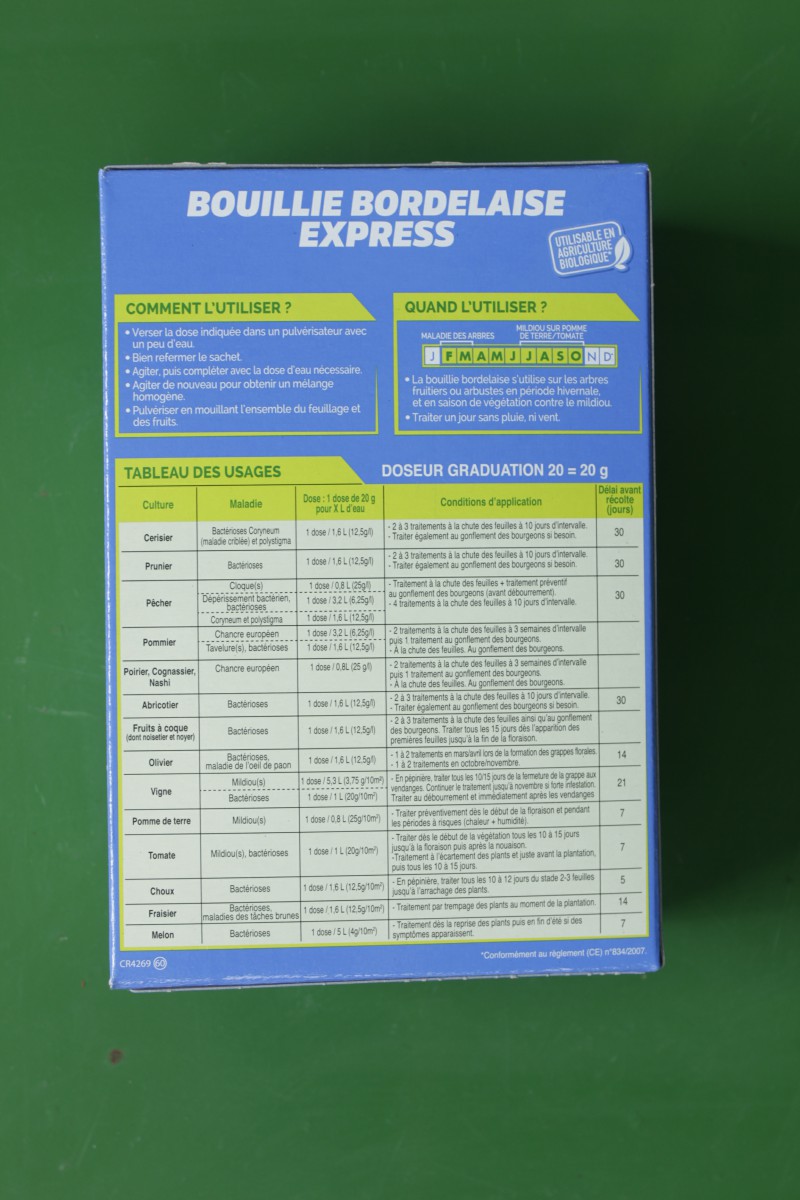 BOUILLIE BORDELAISE
EXPRESS
UTILISABLE EN
AGRICULTURE
BIOLOGIQUE*
COMMENT L'UTILISER ?
• Verser la dose indiquée dans un pulvérisateur avec
un peu d'eau.
• Bien refermer le sachet.
• Agiter, puis compléter avec la dose d'eau nécessaire.
• Agiter de nouveau pour obtenir un mélange
homogène.
• Pulvériser en mouillant l'ensemble du feuillage et
des fruits.
QUAND L'UTILISER ?
MALADIE DES ARBRES
MILDIOU SUR POMME
DE TERRE/TOMATE
J F M A M J J A S O N D
• La bouillie bordelaise s'utilise sur les arbres
fruitiers ou arbustes en période hivernale,
et en saison de végétation contre le mildiou.
• Traiter un jour sans pluie, ni vent.
TABLEAU DES USAGES
DOSEUR GRADUATION 20 = 20 g
Culture
Maladie
Dose : 1 dose de 20 g
pour X L d'eau
Conditions d'application
Délai avant
récolte
(jours)
Cerisier
Bactérioses Coryneum
(maladie criblée) et polystigma
1 dose / 1,6 L (12,5g/l)
- 2 à 3 traitements à la chute des feuilles à 10 jours d'intervalle.
- Traiter également au gonflement des bourgeons si besoin.
30
Prunier
Bactérioses
1 dose / 1,6 L (12,5g/l)
- 2 à 3 traitements à la chute des feuilles à 10 jours d'intervalle.
- Traiter également au gonflement des bourgeons si besoin.
30
Pêcher
Cloque(s)
1 dose / 0,8 L (25g/l)
Dépérissement bactérien,
bactérioses
1 dose / 3,2 L (6,25g/l)
Coryneum et polystigma
1 dose / 1,6 L (12,5g/l)
- Traitement à la chute des feuilles + traitement préventif
au gonflement des bourgeons (avant débourrement).
- 4 traitements à la chute des feuilles à 10 jours d'intervalle.
30
Pommier
Chancre européen
1 dose / 3,2 L (6,25g/l)
Tavelure(s), bactérioses
1 dose / 1,6 L (12,5g/l)
- 2 traitements à la chute des feuilles à 3 semaines d'intervalle
puis 1 traitement au gonflement des bourgeons.
- À la chute des feuilles. Au gonflement des bourgeons.
Poirier, Cognassier,
Nashi
Chancre européen
1 dose / 0,8L (25 g/l)
- 2 traitements à la chute des feuilles à 3 semaines d'intervalle
puis 1 traitement au gonflement des bourgeons.
- À la chute des feuilles. Au gonflement des bourgeons.
Abricotier
Bactérioses
1 dose / 1,6 L (12,5g/l)
- 2 à 3 traitements à la chute des feuilles à 10 jours d'intervalle.
- Traiter également au gonflement des bourgeons si besoin.
30
Fruits à coque
(dont noisetier et noyer)
Bactérioses
1 dose / 1,6 L (12,5g/l)
- 2 à 3 traitements à la chute des feuilles ainsi qu'au gonflement
des bourgeons. Traiter tous les 15 jours dès l'apparition des
premières feuilles jusqu'à la fin de la floraison.
Olivier
Bactérioses,
maladie de l'oeil de paon
1 dose / 1,6 L (12,5g/l)
- 1 à 2 traitements en mars/avril lors de la formation des grappes florales.
- 1 à 2 traitements en octobre/novembre.
14
Vigne
Mildiou(s)
1 dose / 5,3 L (3,75 g/10m²)
Bactérioses
1 dose / 1 L (20g/10m²)
- En pépinière, traiter tous les 10/15 jours de la fermeture de la grappe aux
vendanges. Continuer le traitement jusqu'à novembre si forte infestation.
Traiter au débourrement et immédiatement après les vendanges
21
Pomme de terre
Mildiou(s)
1 dose / 0,8 L (25g/10m²)
- Traiter préventivement dès le début de la floraison et pendant
les périodes à risques (chaleur + humidité).
7
Tomate
Mildiou(s), bactérioses
1 dose / 1 L (20g/10m²)
- Traiter dès le début de la végétation tous les 10 à 15 jours
jusqu'à la floraison puis après la nouaison.
-Traitement à l'écartement des plants et juste avant la plantation,
puis tous les 10 à 15 jours.
7
Choux
Bactérioses
1 dose / 1,6 L (12,5g/10m²)
- En pépinière, traiter tous les 10 à 12 jours du stade 2-3 feuilles
jusqu'à l'arrachage des plants.
5
Fraisier
Bactérioses,
maladies des tâches brunes
1 dose / 1,6 L (12,5g/10m²)
- Traitement par trempage des plants au moment de la plantation.
14
Melon
Bactérioses
1 dose / 5 L (4g/10m²)
- Traitement dès la reprise des plants puis en fin d'été si des
symptômes apparaissent.
7
CR4269 60
*Conformément au règlement (CE) n°834/2007.